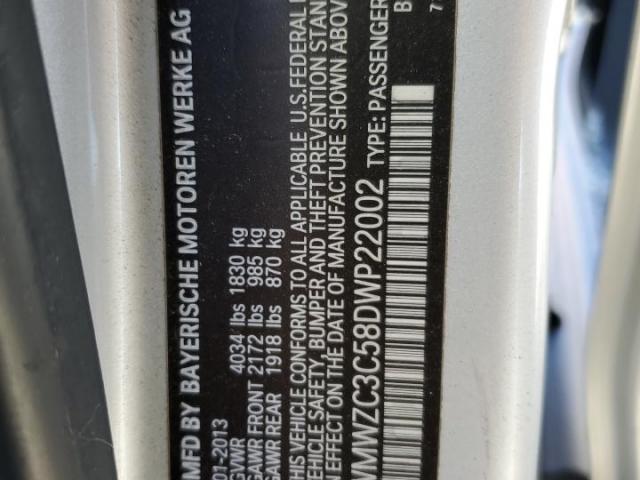 MFD BY BAYERISCHE MOTOREN WERKE AG
01-2013
GVWR 4034 lbs 1830 kg
GAWR FRONT 2172 lbs 985 kg
GAWR REAR 1918 lbs 870 kg
THIS VEHICLE CONFORMS TO ALL APPLICABLE U.S.FEDERAL
VEHICLE SAFETY, BUMPER AND THEFT PREVENTION STAN
IN EFFECT ON THE DATE OF MANUFACTURE SHOWN ABOV
WMWZC3C58DWP22002 TYPE: PASSENGER